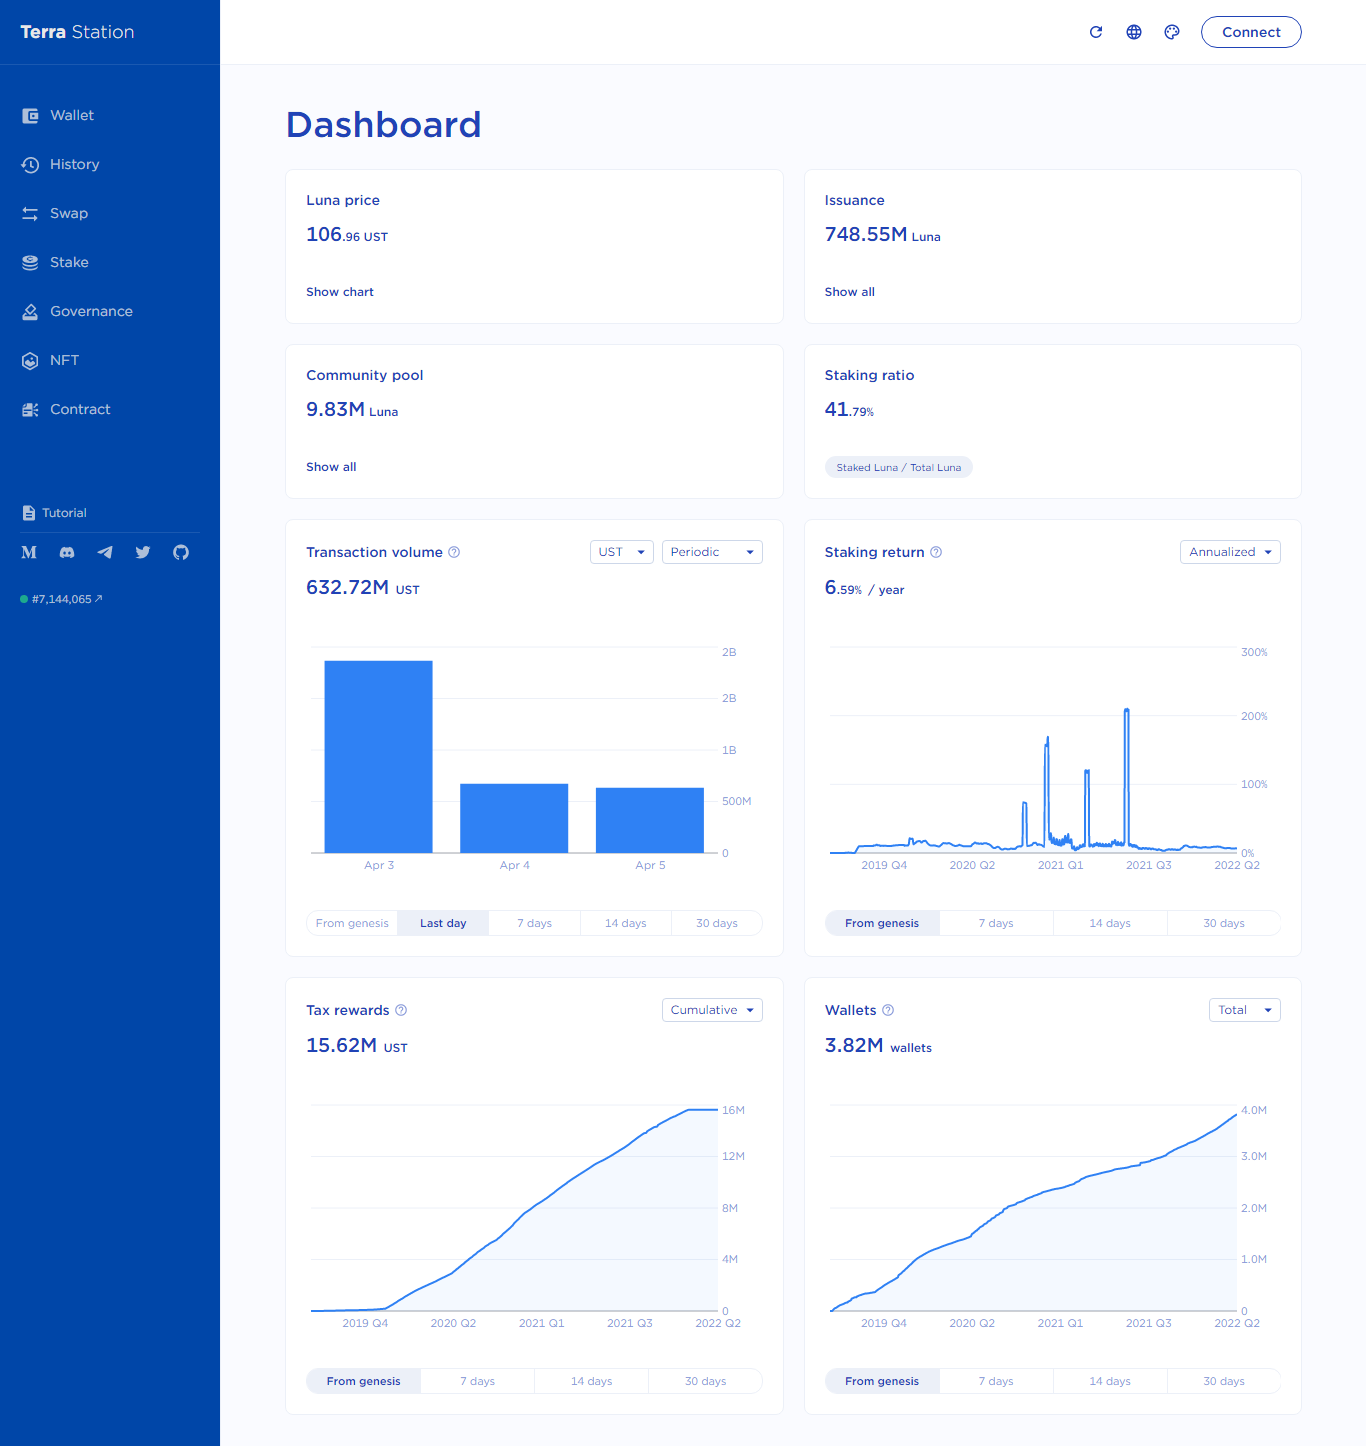 Terra Station
Connect
Wallet
History
Swap
Stake
Governance
NFT
Contract
Tutorial
#7,144,065
Dashboard
Luna price
106.96 UST
Show chart
Issuance
748.55M Luna
Show all
Community pool
9.83M Luna
Show all
Staking ratio
41.79%
Staked Luna / Total Luna
Transaction volume
UST
Periodic
632.72M UST
2B
2B
1B
500M
0
Apr 3 Apr 4 Apr 5
From genesis Last day 7 days 14 days 30 days
Staking return
Annualized
6.59% / year
300%
200%
100%
0%
2019 Q4 2020 Q2 2021 Q1 2021 Q3 2022 Q2
From genesis 7 days 14 days 30 days
Tax rewards
Cumulative
15.62M UST
16M
12M
8M
4M
0
2019 Q4 2020 Q2 2021 Q1 2021 Q3 2022 Q2
From genesis 7 days 14 days 30 days
Wallets
Total
3.82M wallets
4.0M
3.0M
2.0M
1.0M
0
2019 Q4 2020 Q2 2021 Q1 2021 Q3 2022 Q2
From genesis 7 days 14 days 30 days